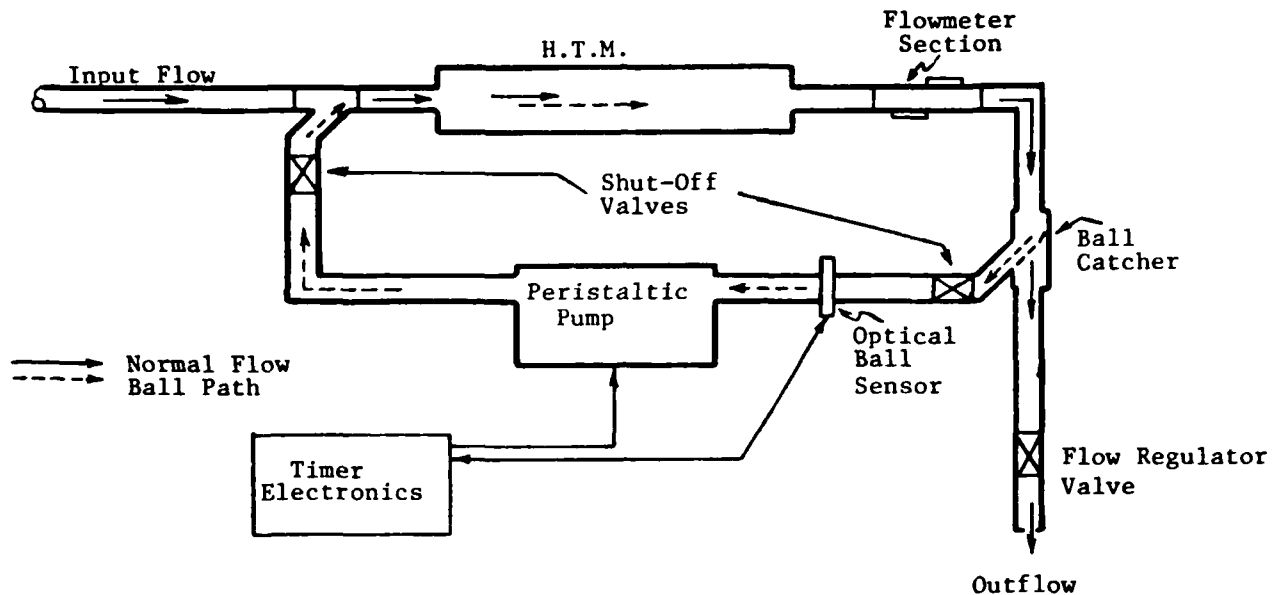 Flowmeter
Section
H.T.M.
Input Flow
Shut-Off
Valves
Ball
Catcher
Peristaltic
Pump
Optical
Ball
Sensor
Normal Flow
Ball Path
Timer
Electronics
Flow Regulator
Valve
Outflow